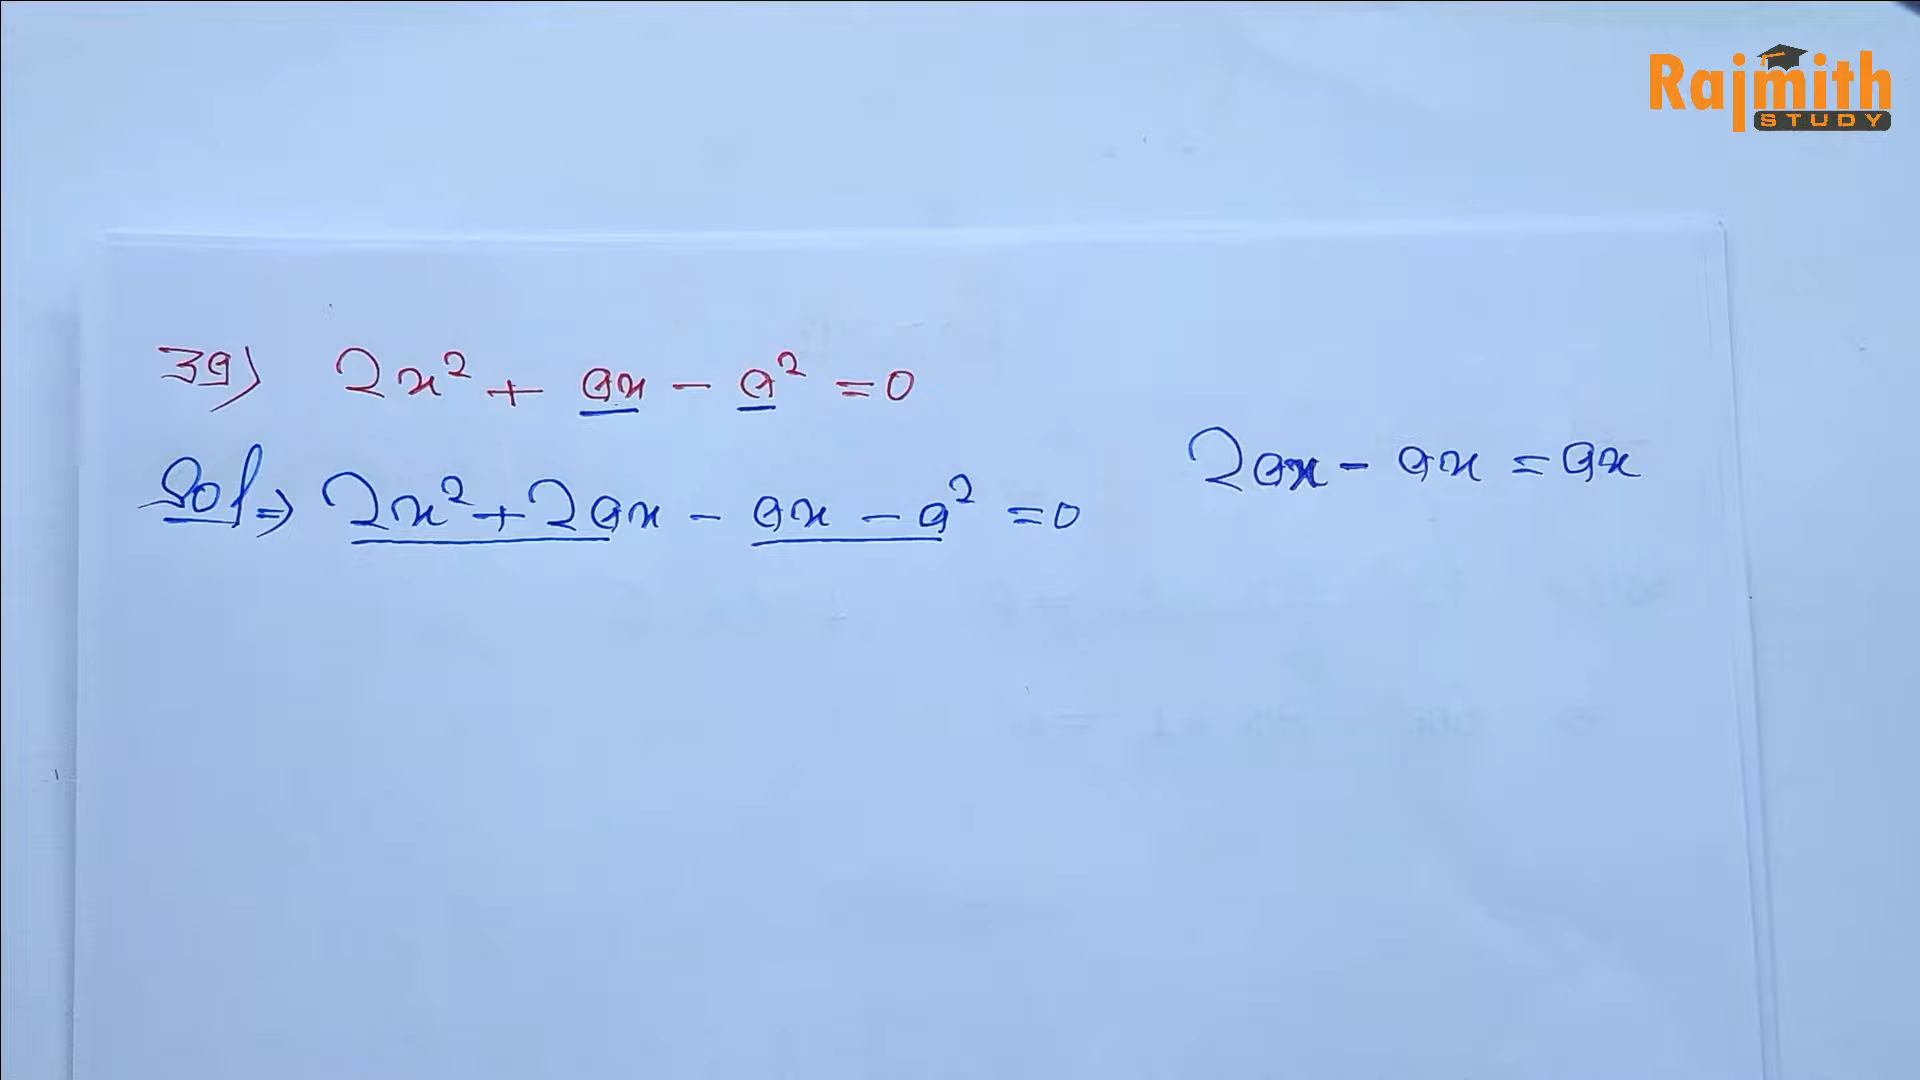 Rajmith
STUDY
39) 2x² + ax - a² = 0
2ax - ax = ax
Sol⇒ 2x² + 2ax - ax - a² = 0